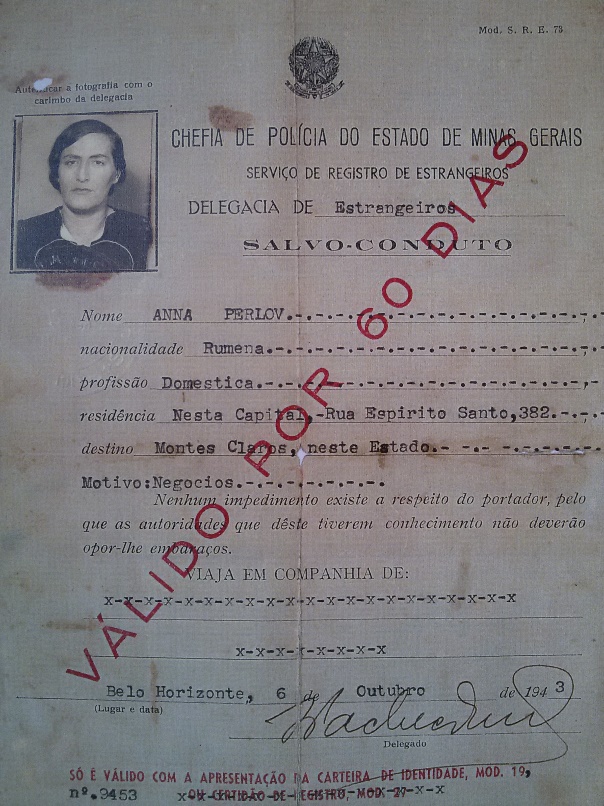 Mod. S. R. E. 73
Autenticar a fotografia com o
carimbo da delegacia
CHEFIA DE POLÍCIA DO ESTADO DE MINAS GERAIS
SERVIÇO DE REGISTRO DE ESTRANGEIROS
DELEGACIA DE Estrangeiros
SALVO-CONDUTO
Nome ANNA PERLOV.-.-.-.-.-.-.-.-.-.-.-.-.-.-.-
nacionalidade Rumena.-.-.-.-.-.-.-.-.-.-.-.-.-.-.-.-
profissão Domestica.-.-.-.-.-.-.-.-.-.-.-.-.-.-.-.-
residência Nesta Capital,-Rua Espirito Santo,382.-.-.-
destino Montes Claros, neste Estado.- -.- -.-.-.-.-
Motivo:Negocios.-.-.-.-.-.-.-.
Nenhum impedimento existe a respeito do portador, pelo
que as autoridades que dêste tiverem conhecimento não deverão
opor-lhe embaraços.
VIAJA EM COMPANHIA DE:
x-x-x-x-x-x-x-x-x-x-x-x-x-x-x-x-x-x-x-x-x
x-x-x-x-x-x-x-x
Belo Horizonte, 6 de Outubro de 1943
(Lugar e data)
Delegado
VÁLIDO POR 60 DIAS
SÓ É VÁLIDO COM A APRESENTAÇÃO DA CARTEIRA DE IDENTIDADE, MOD. 19,
nº.9453 x-x-OU CERTIDÃO DE REGISTRO, MOD. 27-x-x-x